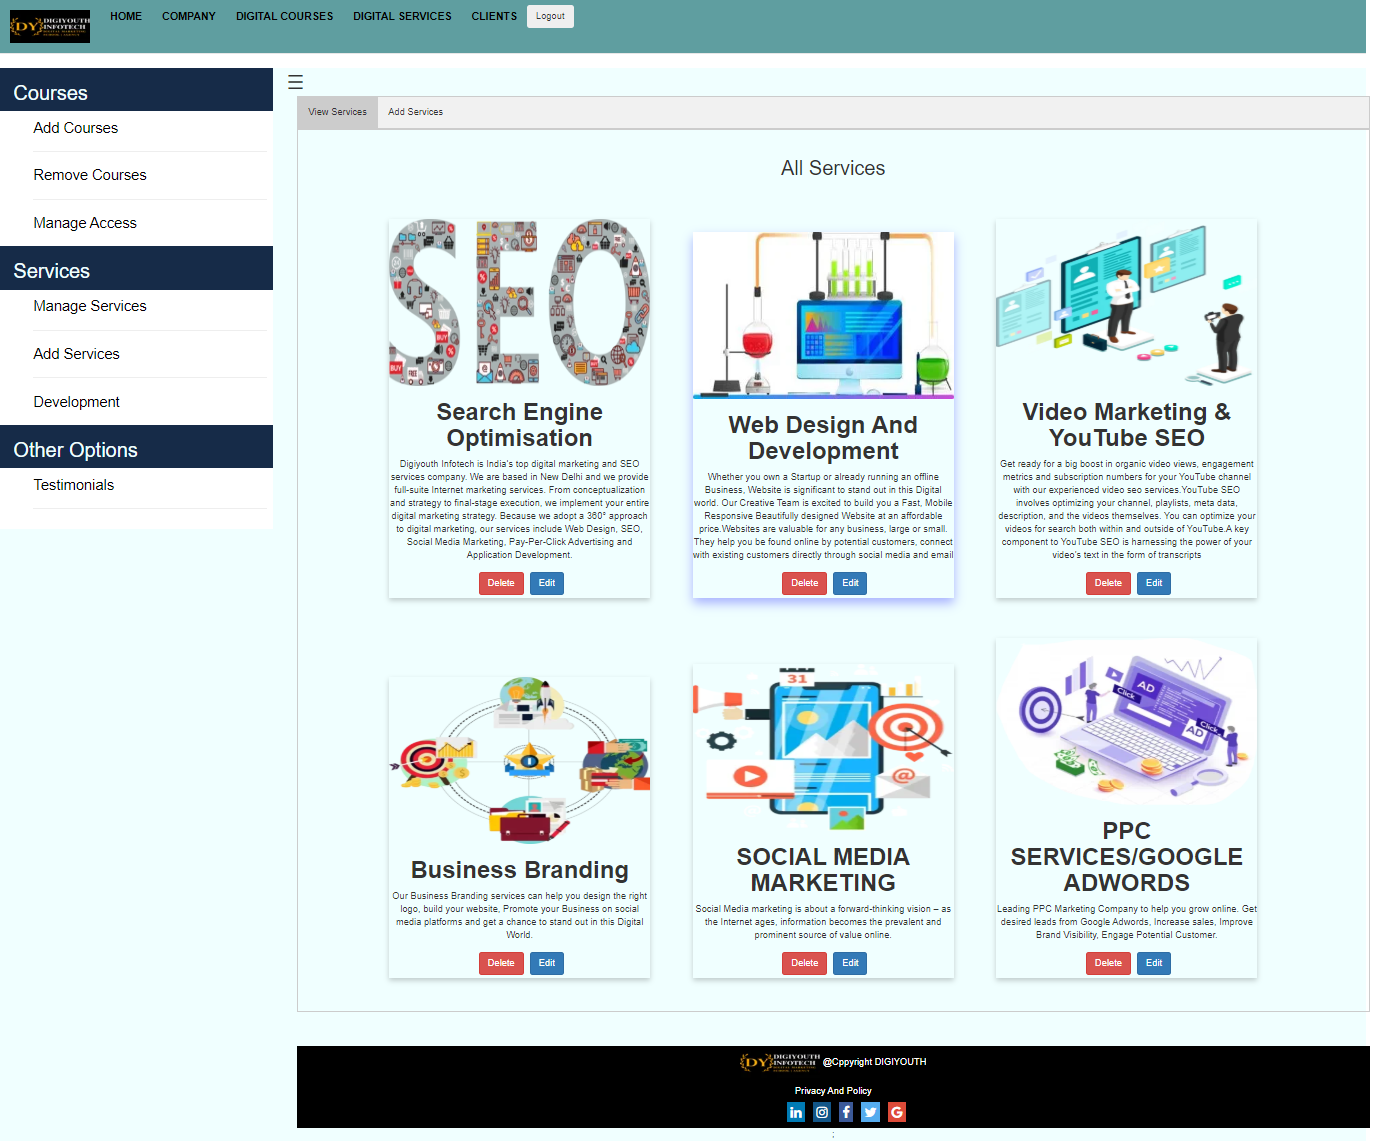 DY DIGIYOUTH
INFOTECH
HOME COMPANY DIGITAL COURSES DIGITAL SERVICES CLIENTS Logout
Courses
Add Courses
Remove Courses
Manage Access
Services
Manage Services
Add Services
Development
Other Options
Testimonials
View Services Add Services
All Services
SEO
Search Engine
Optimisation
Digiyouth Infotech is India's top digital marketing and SEO
services company. We are based in New Delhi and we provide
full-suite Internet marketing services. From conceptualization
and strategy to final-stage execution, we implement your entire
digital marketing strategy. Because we adopt a 360° approach
to digital marketing, our services include Web Design, SEO,
Social Media Marketing, Pay-Per-Click Advertising and
Application Development.
Delete Edit
Web Design And
Development
Whether you own a Startup or already running an offline
Business, Website is significant to stand out in this Digital
world. Our Creative Team is excited to build you a Fast, Mobile
Responsive Beautifully designed Website at an affordable
price.Websites are valuable for any business, large or small.
They help you be found online by potential customers, connect
with existing customers directly through social media and email
Delete Edit
Video Marketing &
YouTube SEO
Get ready for a big boost in organic video views, engagement
metrics and subscription numbers for your YouTube channel
with our experienced video seo services.YouTube SEO
involves optimizing your channel, playlists, meta data,
description, and the videos themselves. You can optimize your
videos for search both within and outside of YouTube.A key
component to YouTube SEO is harnessing the power of your
video's text in the form of transcripts
Delete Edit
Business Branding
Our Business Branding services can help you design the right
logo, build your website, Promote your Business on social
media platforms and get a chance to stand out in this Digital
World.
Delete Edit
31
@
SOCIAL MEDIA
MARKETING
Social Media marketing is about a forward-thinking vision – as
the Internet ages, information becomes the prevalent and
prominent source of value online.
Delete Edit
AD
Click
Click
AD
PPC
SERVICES/GOOGLE
ADWORDS
Leading PPC Marketing Company to help you grow online. Get
desired leads from Google Adwords, Increase sales, Improve
Brand Visibility, Engage Potential Customer.
Delete Edit
DY DIGIYOUTH
INFOTECH
@Cppyright DIGIYOUTH
Privacy And Policy
in f G
: